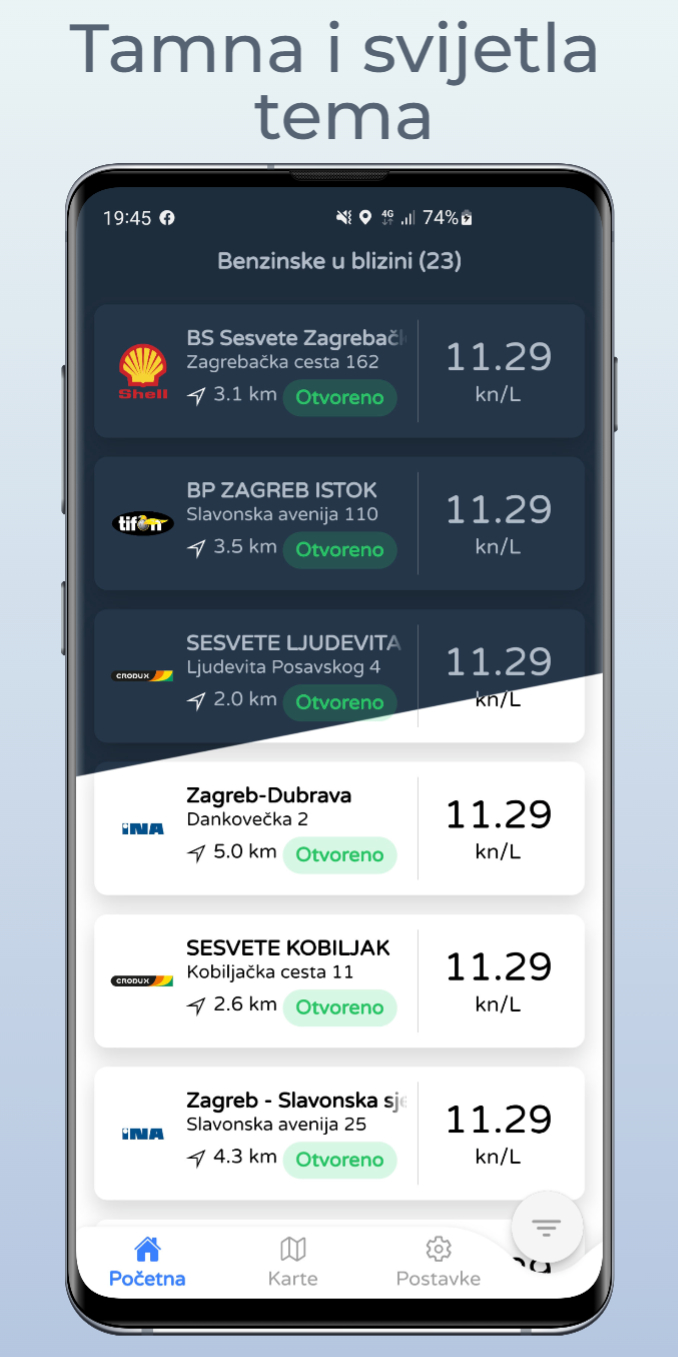 Tamna i svijetla
tema
19:45 4G 74%
Benzinske u blizini (23)
Shell
BS Sesvete Zagrebač
Zagrebačka cesta 162
3.1 km Otvoreno
11.29
kn/L
tifon
BP ZAGREB ISTOK
Slavonska avenija 110
3.5 km Otvoreno
11.29
kn/L
CRODUX
SESVETE LJUDEVITA
Ljudevita Posavskog 4
2.0 km Otvoreno
11.29
kn/L
INA
Zagreb-Dubrava
Dankovečka 2
5.0 km Otvoreno
11.29
kn/L
CRODUX
SESVETE KOBILJAK
Kobiljačka cesta 11
2.6 km Otvoreno
11.29
kn/L
INA
Zagreb - Slavonska sje
Slavonska avenija 25
4.3 km Otvoreno
11.29
kn/L
Početna Karte Postavke